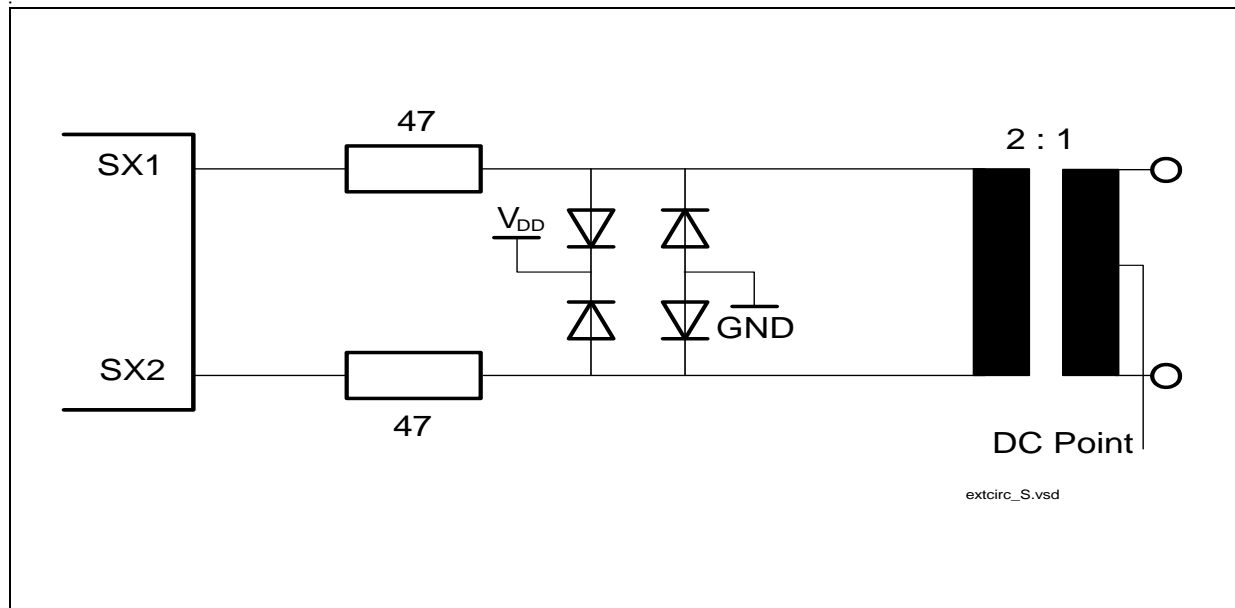 47
2 : 1
SX1
VDD
GND
SX2
47
DC Point
extcirc_S.vsd